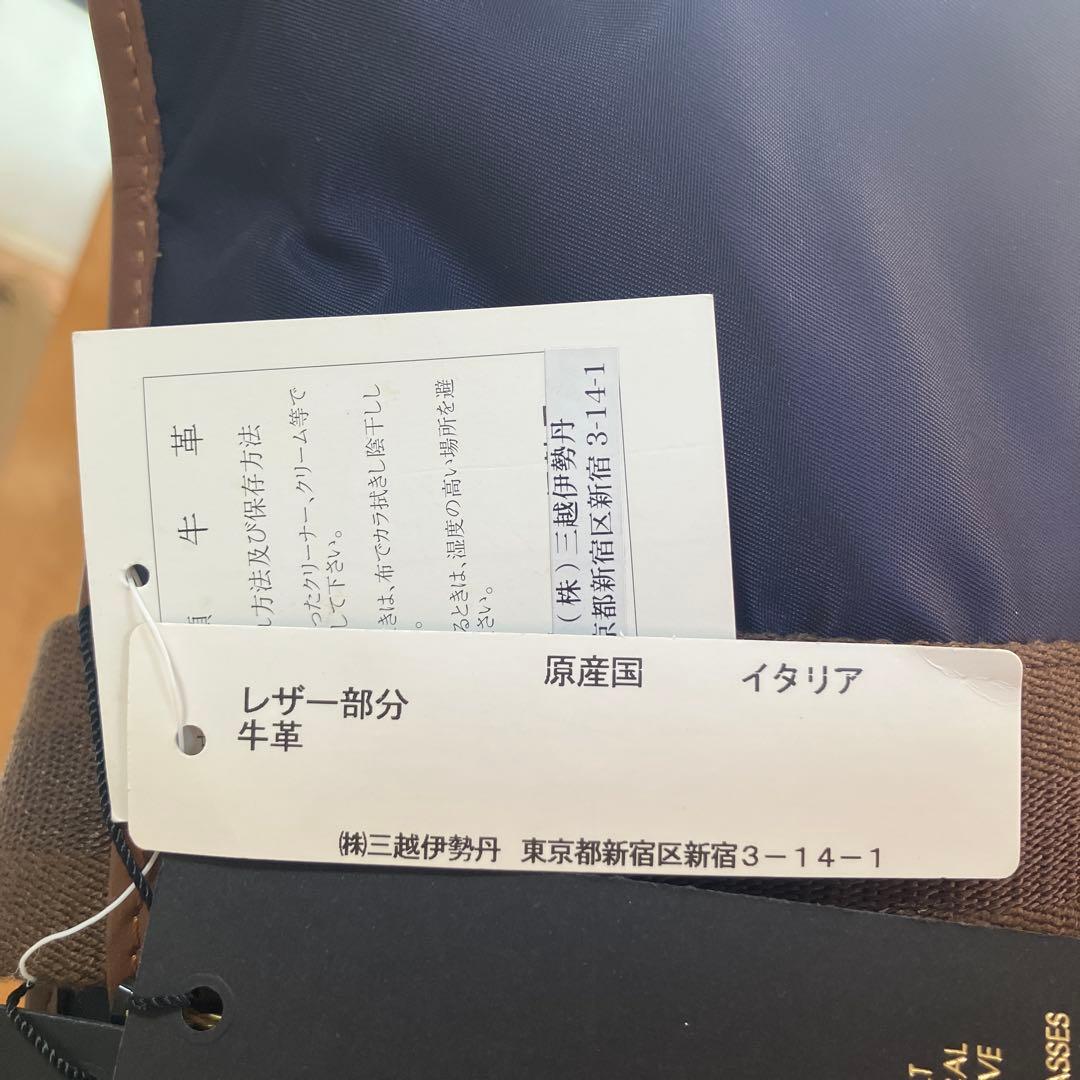 牛革
方法及び保存方法
ったクリーナー、クリーム等で
して下さい。
きは、布でカラ拭きし陰干しし
。
るときは、湿度の高い場所を避
さい。
(株)三越伊勢丹
京都新宿区新宿 3-14-1
原産国 イタリア
レザー部分
牛革
㈱三越伊勢丹 東京都新宿区新宿3-14-1